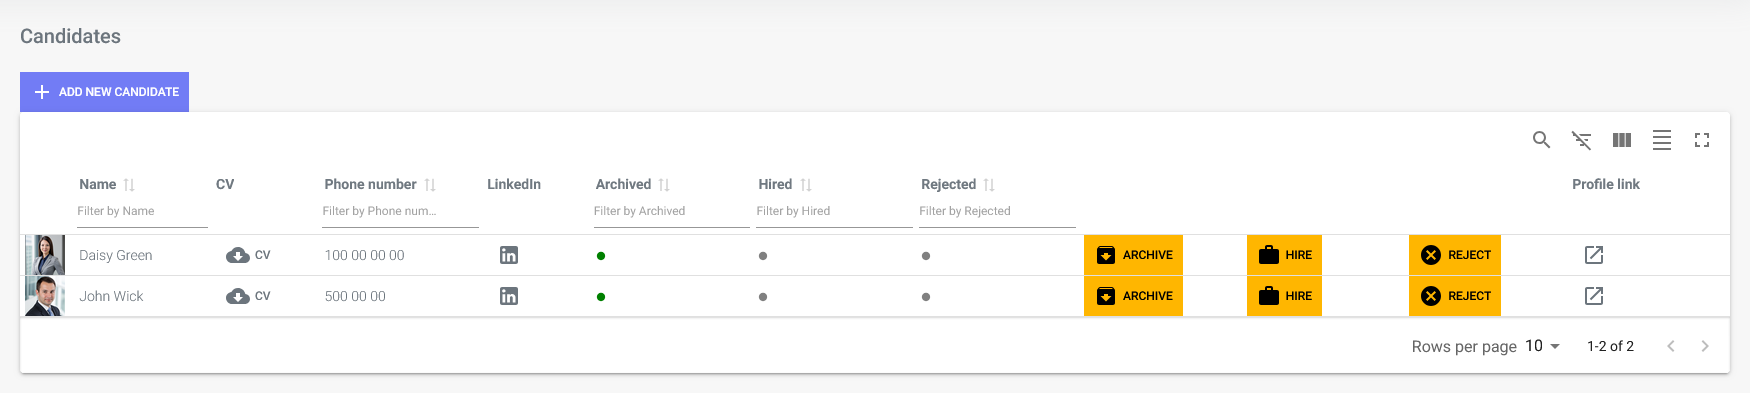 Candidates
ADD NEW CANDIDATE
Name CV Phone number LinkedIn Archived Hired Rejected Profile link
Filter by Name Filter by Phone num... Filter by Archived Filter by Hired Filter by Rejected
Daisy Green CV 100 00 00 00 in ARCHIVE HIRE REJECT
John Wick CV 500 00 00 in ARCHIVE HIRE REJECT
Rows per page 10 1-2 of 2